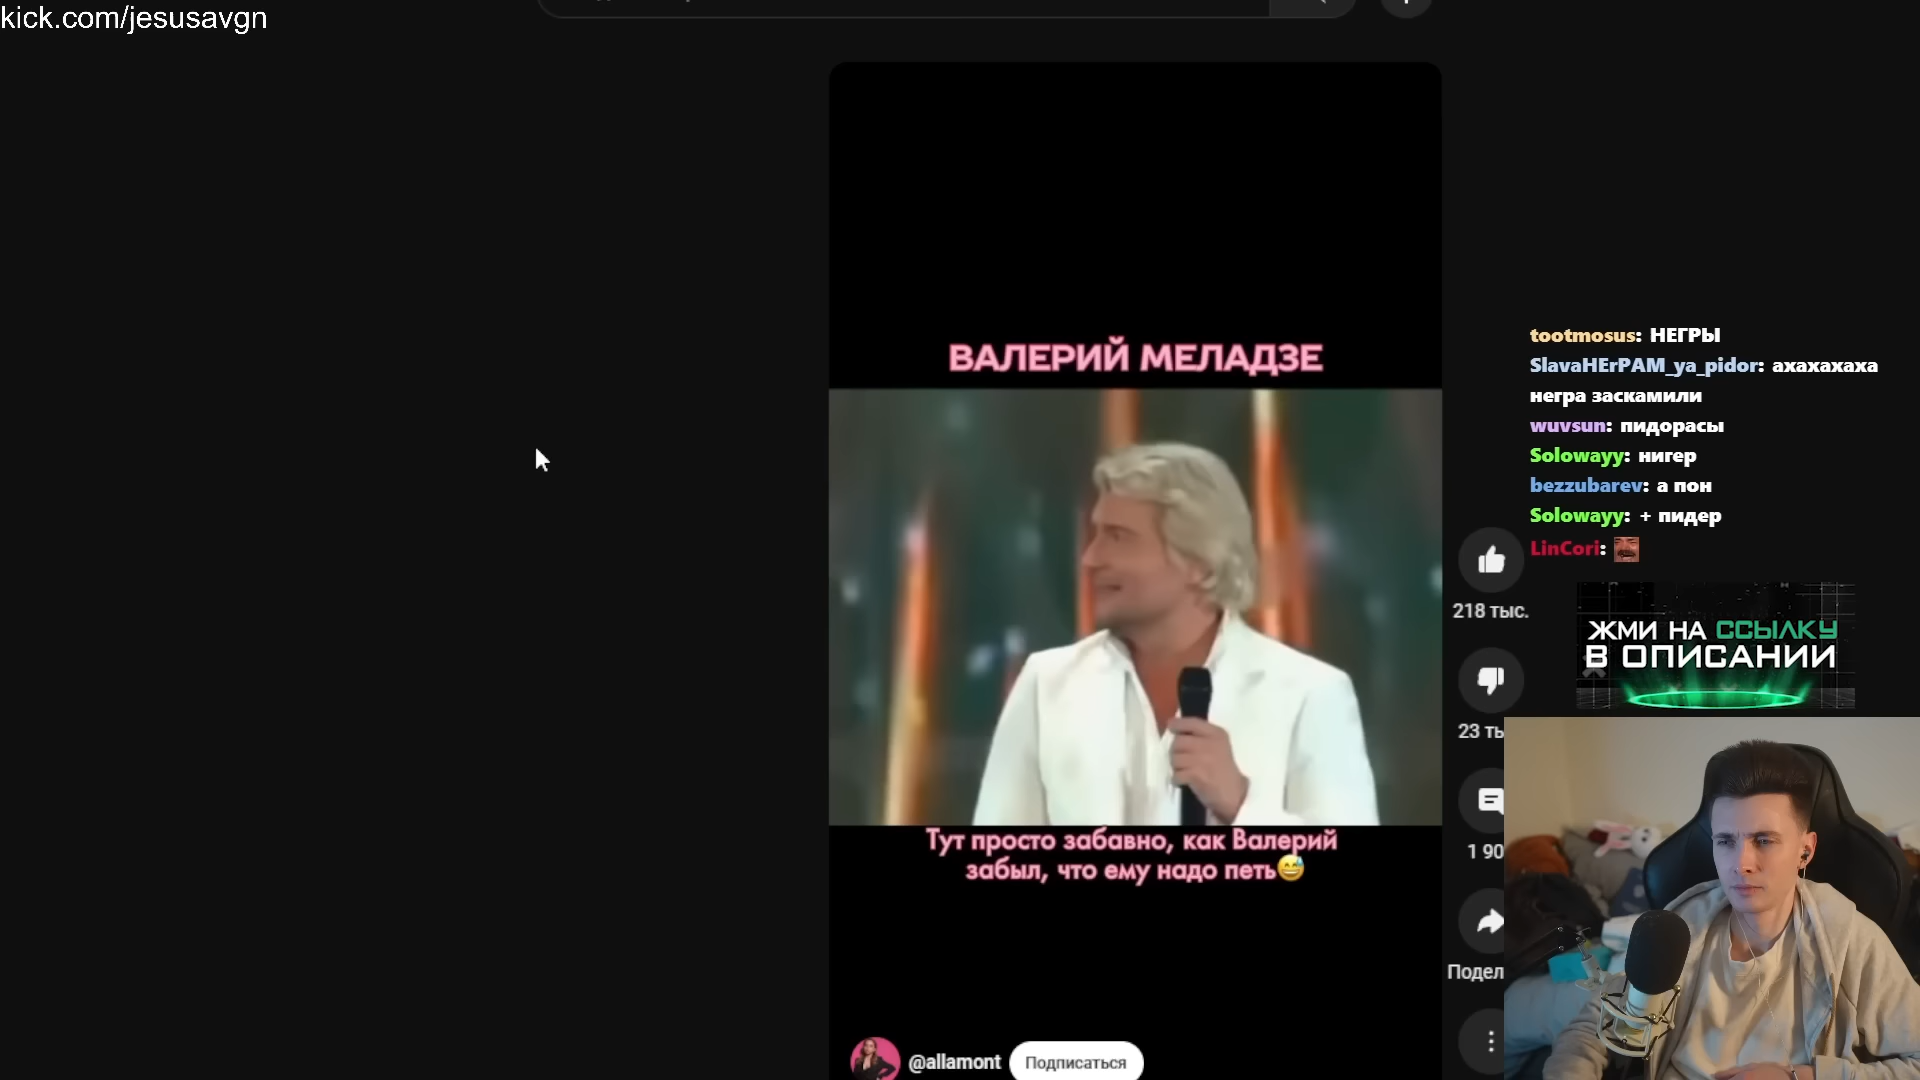 kick.com/jesusavgn
ВАЛЕРИЙ МЕЛАДЗЕ
tootmosus: НЕГРЫ
SlavaHErPAM_ya_pidor: ахахахаха
негра заскамили
wuvsun: пидорасы
Solowayy: нигер
bezzubarev: а пон
Solowayy: + пидер
LinCori:
218 тыс.
ЖМИ НА ССЫЛКУ
В ОПИСАНИИ
23 ты
Тут просто забавно, как Валерий
забыл, что ему надо петь😅
1 90
Подел
@allamont
Подписаться